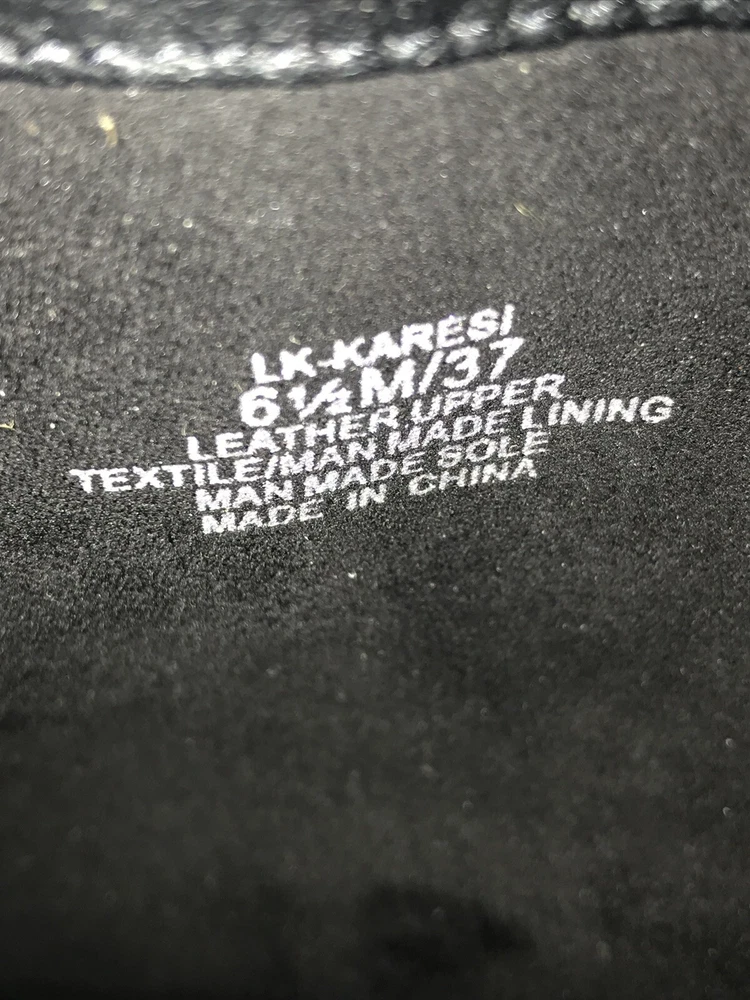 LK-KARESI
6½M/37
LEATHER UPPER
TEXTILE/MAN MADE LINING
MAN MADE SOLE
MADE IN CHINA